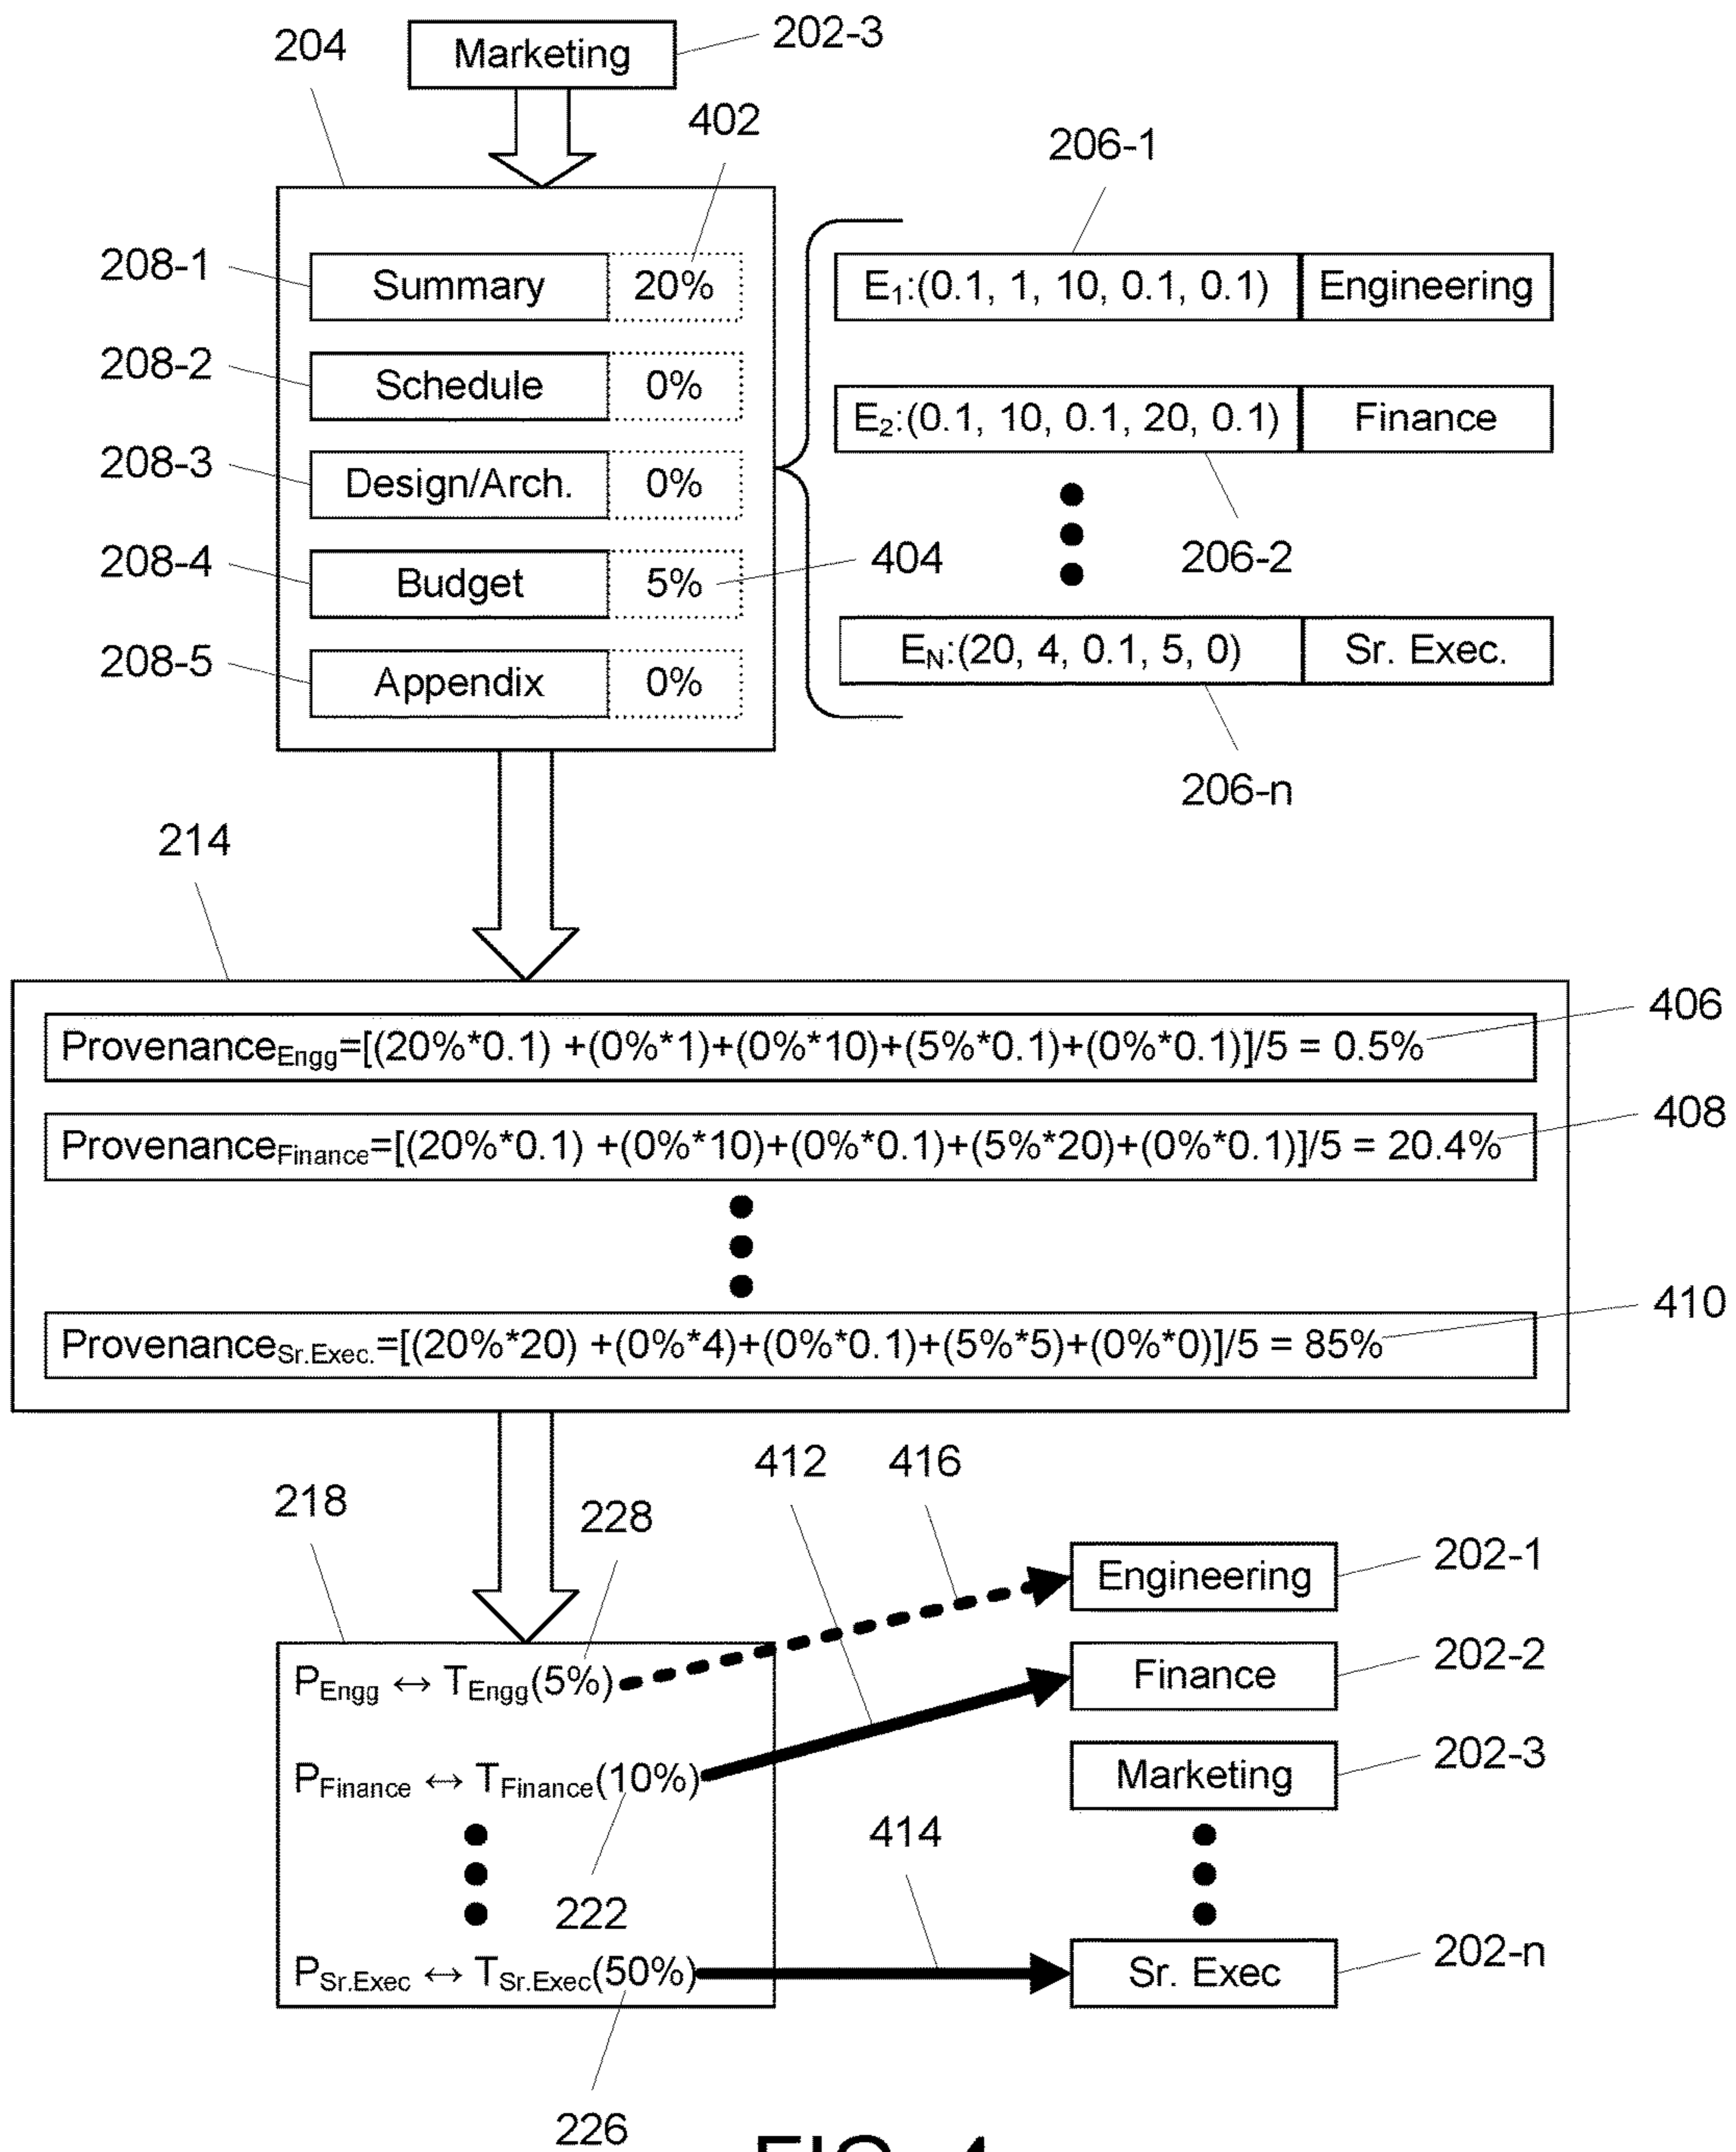 204
Marketing
202-3
402
206-1
208-1
Summary
20%
E1:(0.1, 1, 10, 0.1, 0.1)
Engineering
208-2
Schedule
0%
E2:(0.1, 10, 0.1, 20, 0.1)
Finance
208-3
Design/Arch.
0%
208-4
Budget
5%
404
206-2
208-5
Appendix
0%
EN:(20, 4, 0.1, 5, 0)
Sr. Exec.
206-n
214
406
ProvenanceEngg=[(20%*0.1) +(0%*1)+(0%*10)+(5%*0.1)+(0%*0.1)]/5 = 0.5%
408
ProvenanceFinance=[(20%*0.1) +(0%*10)+(0%*0.1)+(5%*20)+(0%*0.1)]/5 = 20.4%
410
ProvenanceSr.Exec.=[(20%*20) +(0%*4)+(0%*0.1)+(5%*5)+(0%*0)]/5 = 85%
412
416
218
228
Engineering
202-1
PEngg ↔ TEngg(5%)
Finance
202-2
PFinance ↔ TFinance(10%)
Marketing
202-3
414
222
PSr.Exec ↔ TSr.Exec(50%)
Sr. Exec
202-n
226